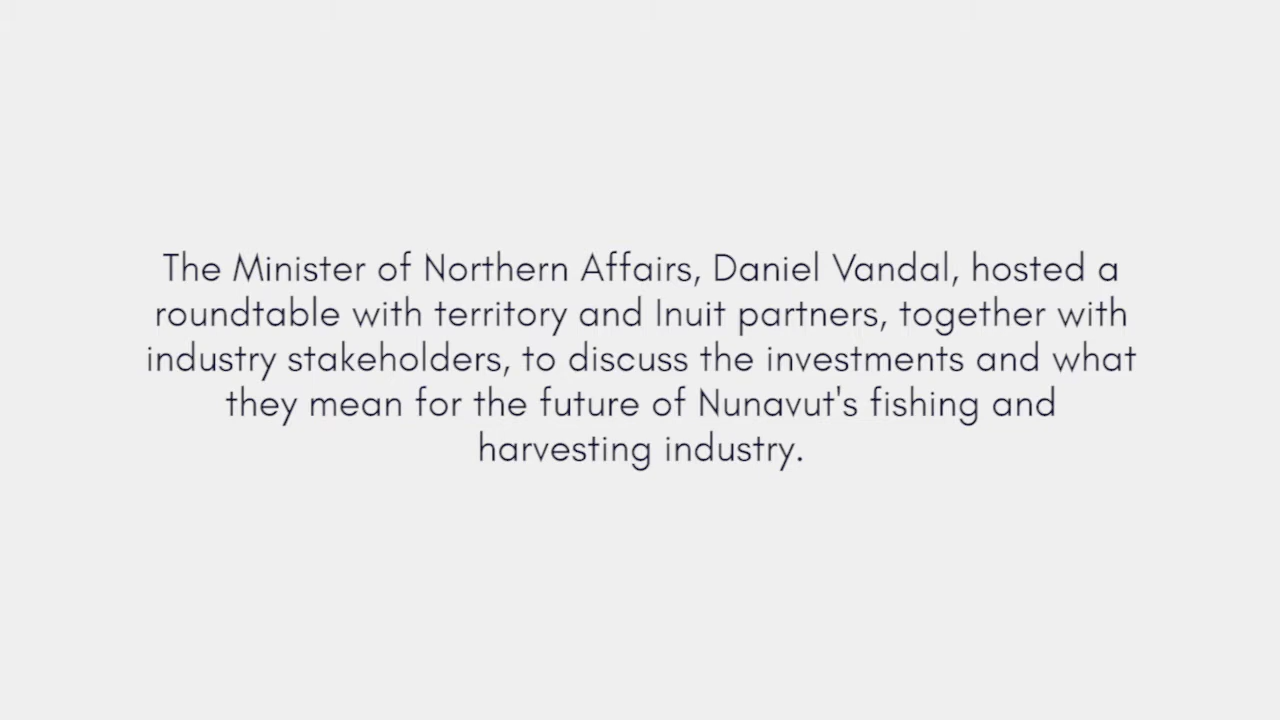 The Minister of Northern Affairs, Daniel Vandal, hosted a
roundtable with territory and Inuit partners, together with
industry stakeholders, to discuss the investments and what
they mean for the future of Nunavut's fishing and
harvesting industry.